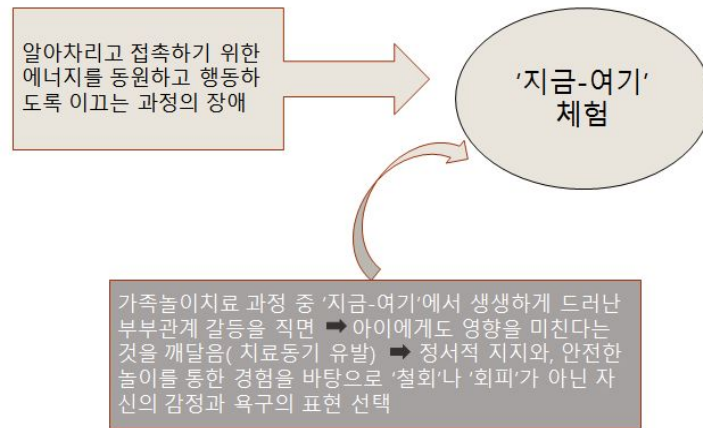 알아차리고 접촉하기 위한
에너지를 동원하고 행동하
도록 이끄는 과정의 장애
'지금-여기'
체험
가족놀이치료 과정 중 '지금-여기'에서 생생하게 드러난
부부관계 갈등을 직면 ➡ 아이에게도 영향을 미친다는
것을 깨달음( 치료동기 유발) ➡ 정서적 지지와, 안전한
놀이를 통한 경험을 바탕으로 '철회'나 '회피'가 아닌 자
신의 감정과 욕구의 표현 선택